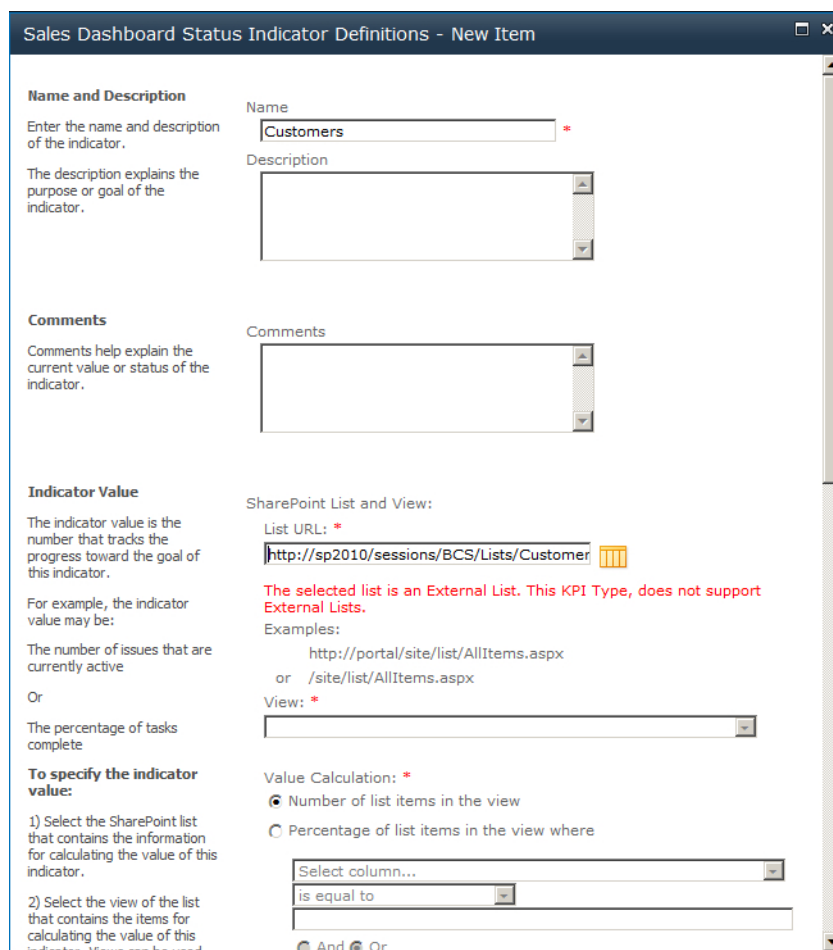 Sales Dashboard Status Indicator Definitions - New Item
Name and Description
Enter the name and description
of the indicator.
The description explains the
purpose or goal of the
indicator.
Name
Customers *
Description
Comments
Comments help explain the
current value or status of the
indicator.
Comments
Indicator Value
The indicator value is the
number that tracks the
progress toward the goal of
this indicator.
For example, the indicator
value may be:
The number of issues that are
currently active
Or
The percentage of tasks
complete
To specify the indicator
value:
1) Select the SharePoint list
that contains the information
for calculating the value of this
indicator.
2) Select the view of the list
that contains the items for
calculating the value of this
indicator. Views can be used
SharePoint List and View:
List URL: *
http://sp2010/sessions/BCS/Lists/Customer
The selected list is an External List. This KPI Type, does not support
External Lists.
Examples:
http://portal/site/list/AllItems.aspx
or /site/list/AllItems.aspx
View: *
Value Calculation: *
Number of list items in the view
Percentage of list items in the view where
Select column...
is equal to
And Or